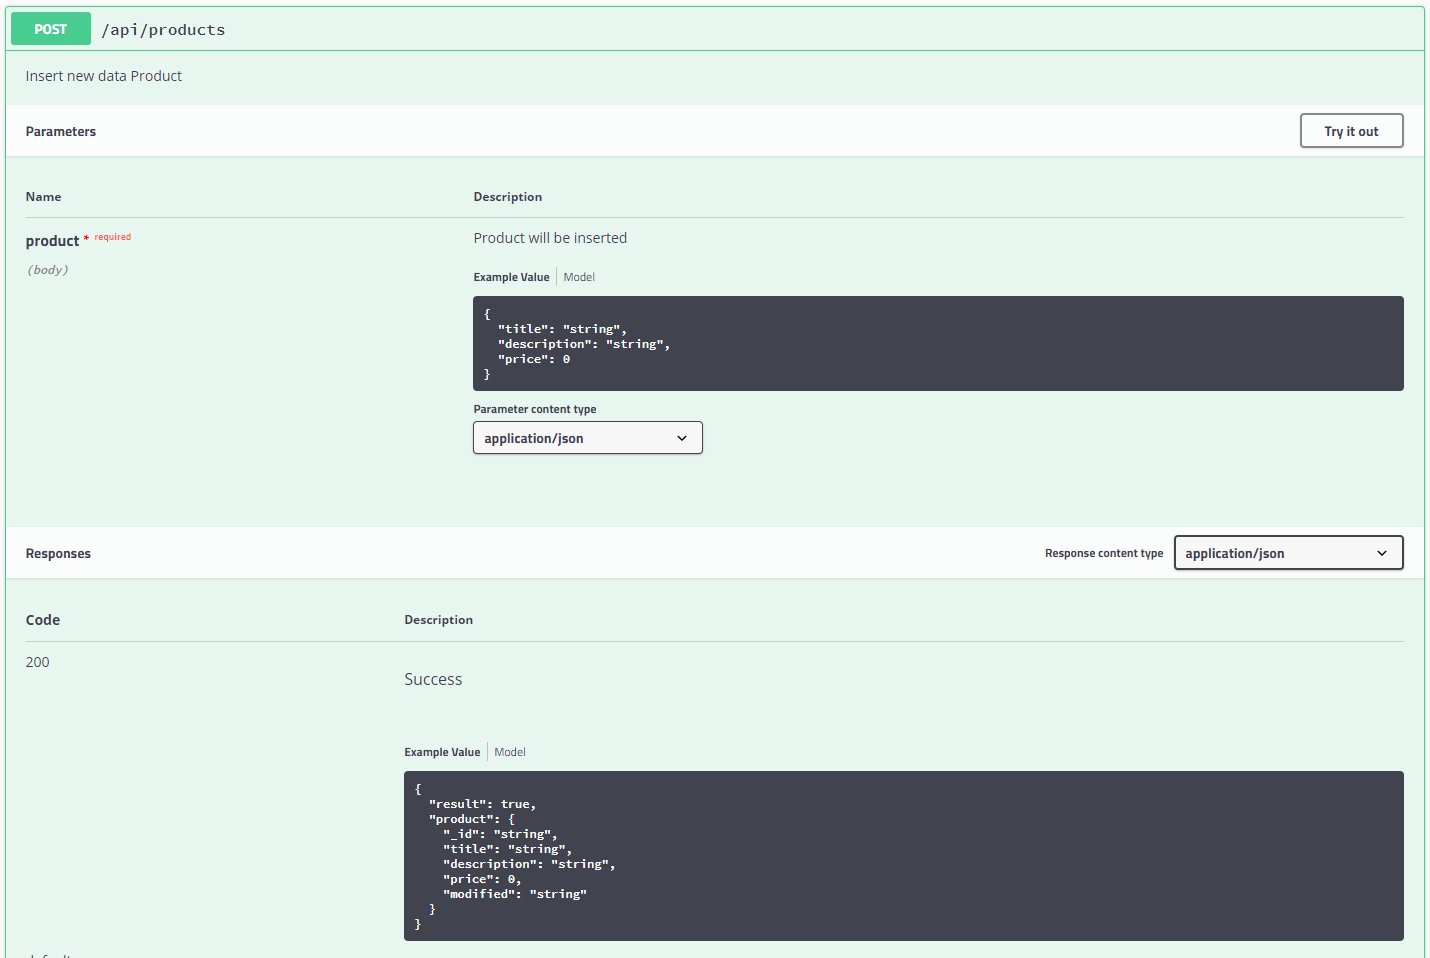 POST /api/products
Insert new data Product
Parameters Try it out
Name Description
product * required Product will be inserted
(body)
Example Value Model
{
  "title": "string",
  "description": "string",
  "price": 0
}
Parameter content type
application/json
Responses Response content type application/json
Code Description
200
Success
Example Value Model
{
  "result": true,
  "product": {
    "_id": "string",
    "title": "string",
    "description": "string",
    "price": 0,
    "modified": "string"
  }
}